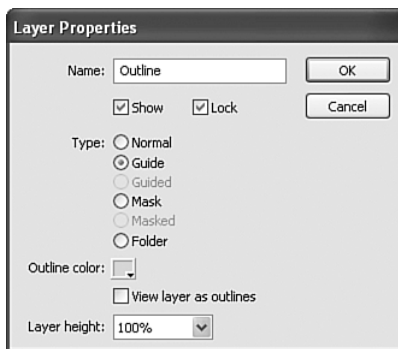 Layer Properties
Name: Outline OK
Show Lock Cancel
Type: Normal
Guide
Guided
Mask
Masked
Folder
Outline color:
View layer as outlines
Layer height: 100%